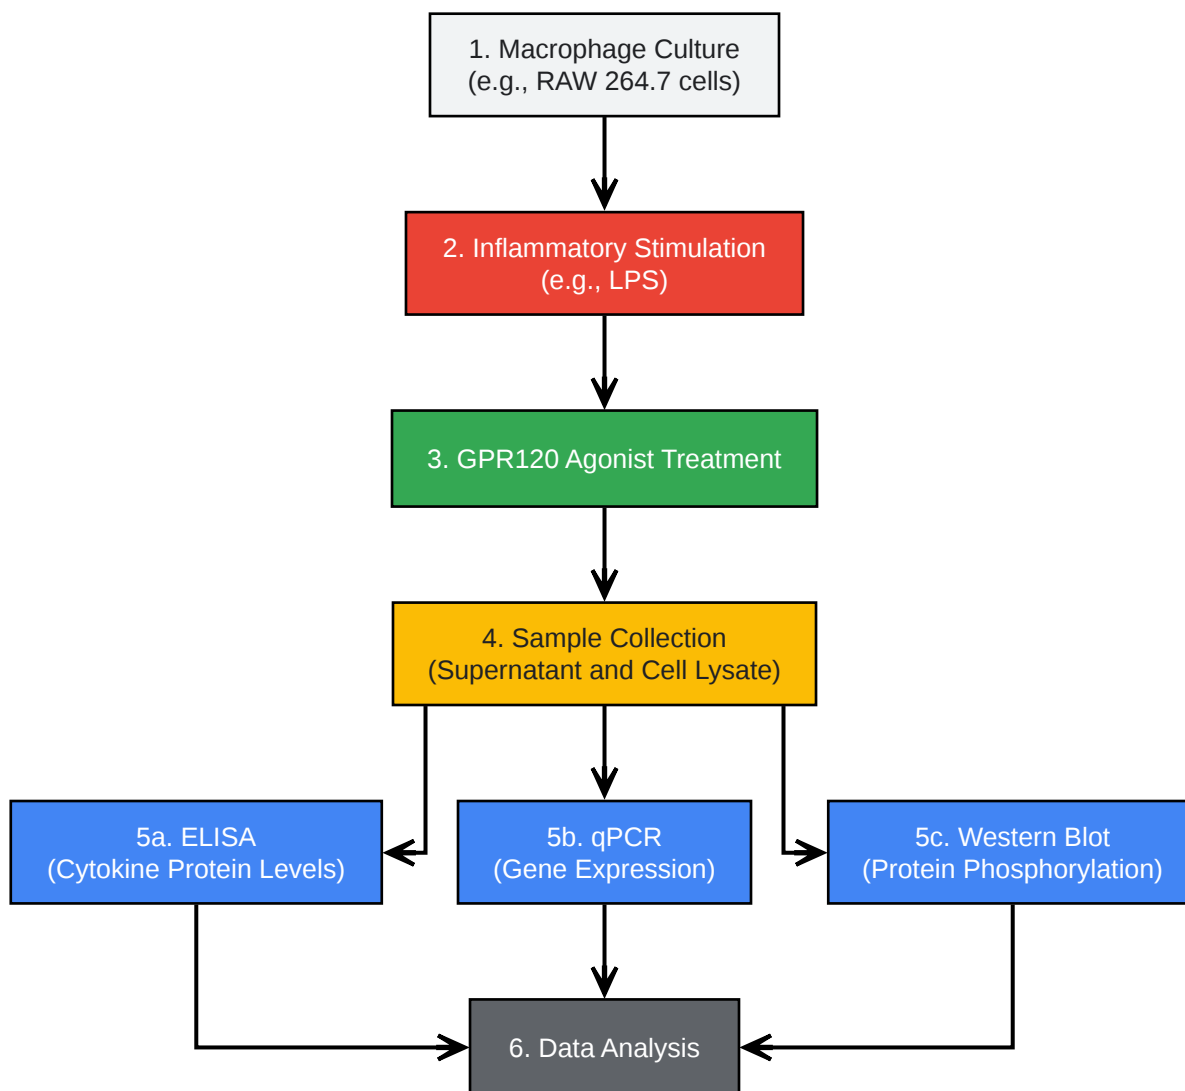 1. Macrophage Culture
(e.g., RAW 264.7 cells)
2. Inflammatory Stimulation
(e.g., LPS)
3. GPR120 Agonist Treatment
4. Sample Collection
(Supernatant and Cell Lysate)
5a. ELISA
(Cytokine Protein Levels)
5b. qPCR
(Gene Expression)
5c. Western Blot
(Protein Phosphorylation)
6. Data Analysis